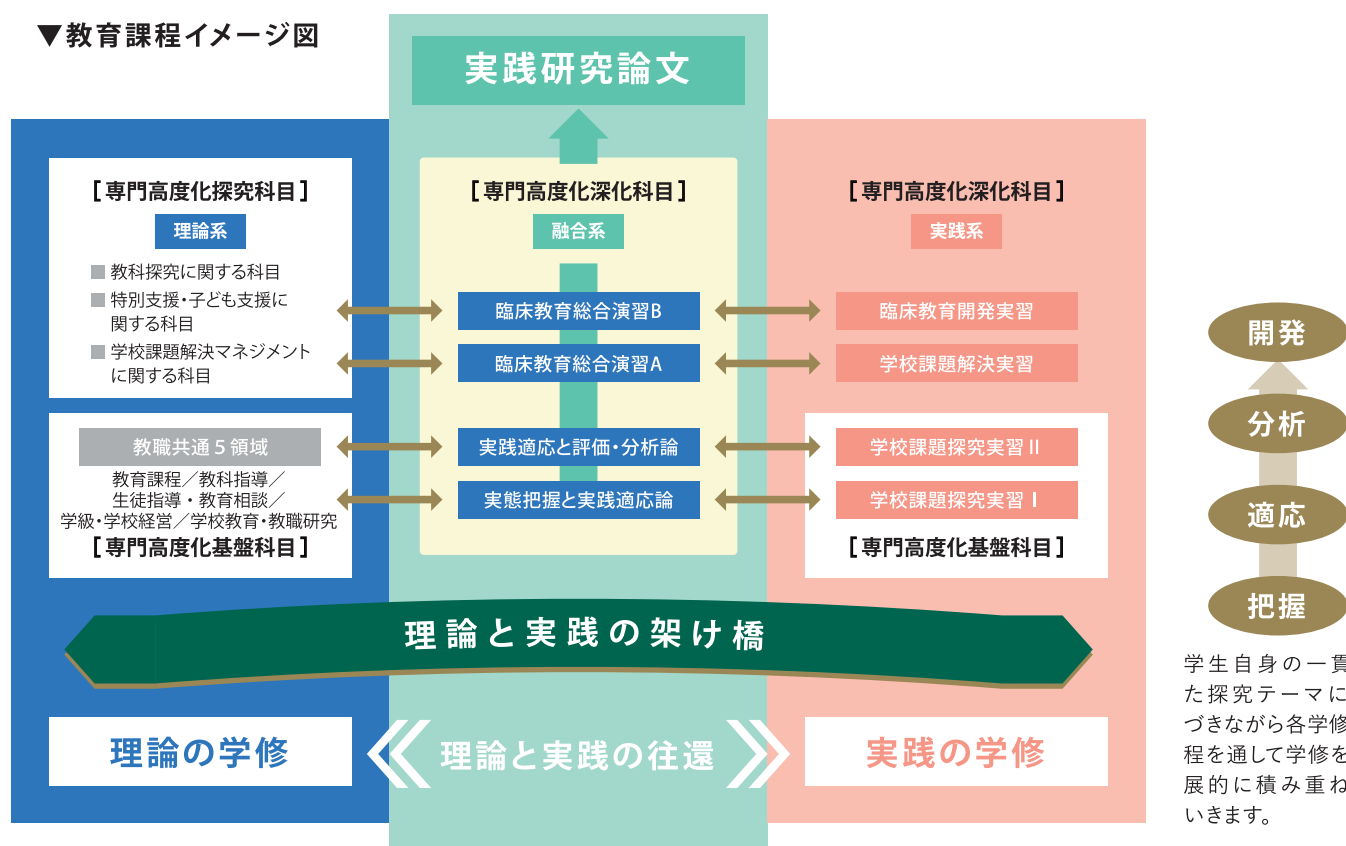 ▼教育課程イメージ図
実践研究論文
［専門高度化探究科目］
理論系
教科探究に関する科目
特別支援・子ども支援に
関する科目
学校課題解決マネジメント
に関する科目
教職共通５領域
教育課程／教科指導／
生徒指導・教育相談／
学級・学校経営／学校教育・教職研究
［専門高度化基盤科目］
［専門高度化深化科目］
融合系
臨床教育総合演習B
臨床教育総合演習A
実践適応と評価・分析論
実態把握と実践適応論
［専門高度化深化科目］
実践系
臨床教育開発実習
学校課題解決実習
学校課題探究実習Ⅱ
学校課題探究実習Ⅰ
［専門高度化基盤科目］
理論と実践の架け橋
理論の学修
理論と実践の往還
実践の学修
開発
分析
適応
把握
学生自身の一貫
た探究テーマに
づきながら各学修
程を通して学修を
展的に積み重ね
いきます。